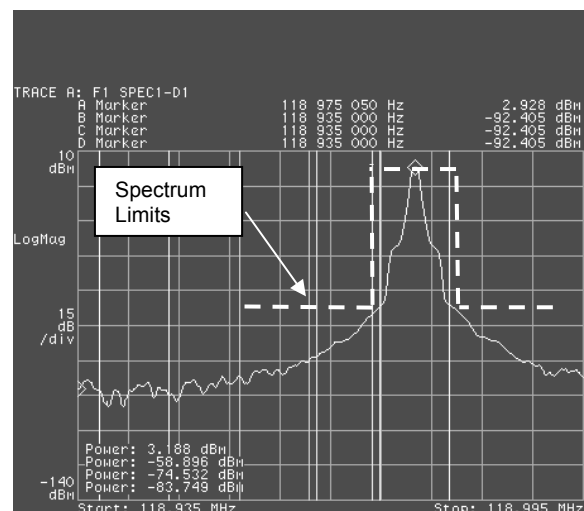 TRACE A: F1 SPEC1-D1
A Marker 118 975 050 Hz 2.928 dBm
B Marker 118 935 000 Hz -92.405 dBm
C Marker 118 935 000 Hz -92.405 dBm
D Marker 118 935 000 Hz -92.405 dBm
10
dBm
Spectrum
Limits
LogMag
15
dB
/div
Power: 3.188 dBm
Power: -58.896 dBm
Power: -74.532 dBm
Power: -83.749 dBm
-140
dBm
Start: 118.935 MHz Stop: 118.995 MHz